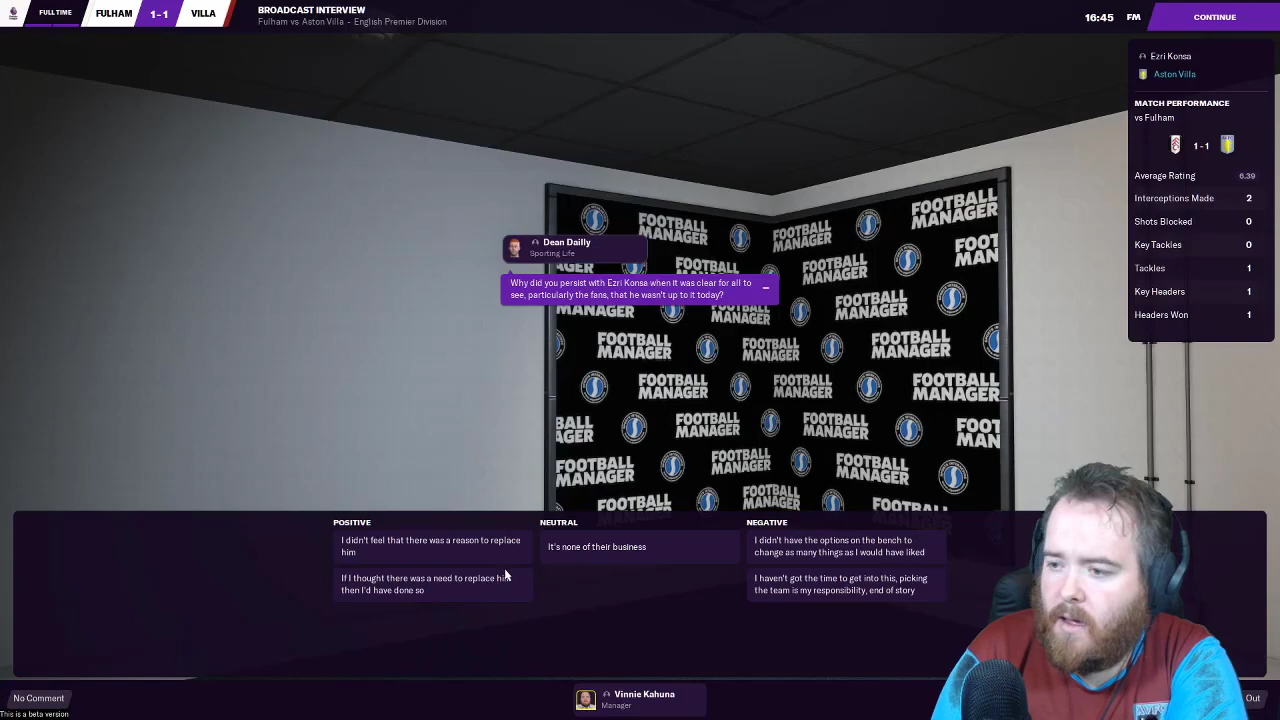 FULL TIME
FULHAM
1 - 1
VILLA
BROADCAST INTERVIEW
Fulham vs Aston Villa - English Premier Division
16:45
FM
CONTINUE
Ezri Konsa
Aston Villa
MATCH PERFORMANCE
vs Fulham
1 - 1
Average Rating 6.39
Interceptions Made 2
Shots Blocked 0
Key Tackles 0
Tackles 1
Key Headers 1
Headers Won 1
Dean Dailly
Sporting Life
Why did you persist with Ezri Konsa when it was clear for all to
see, particularly the fans, that he wasn't up to it today?
FOOTBALL
MANAGER
POSITIVE
I didn't feel that there was a reason to replace
him
If I thought there was a need to replace him
then I'd have done so
NEUTRAL
It's none of their business
NEGATIVE
I didn't have the options on the bench to
change as many things as I would have liked
I haven't got the time to get into this, picking
the team is my responsibility, end of story
No Comment
This is a beta version
Vinnie Kahuna
Manager
Out